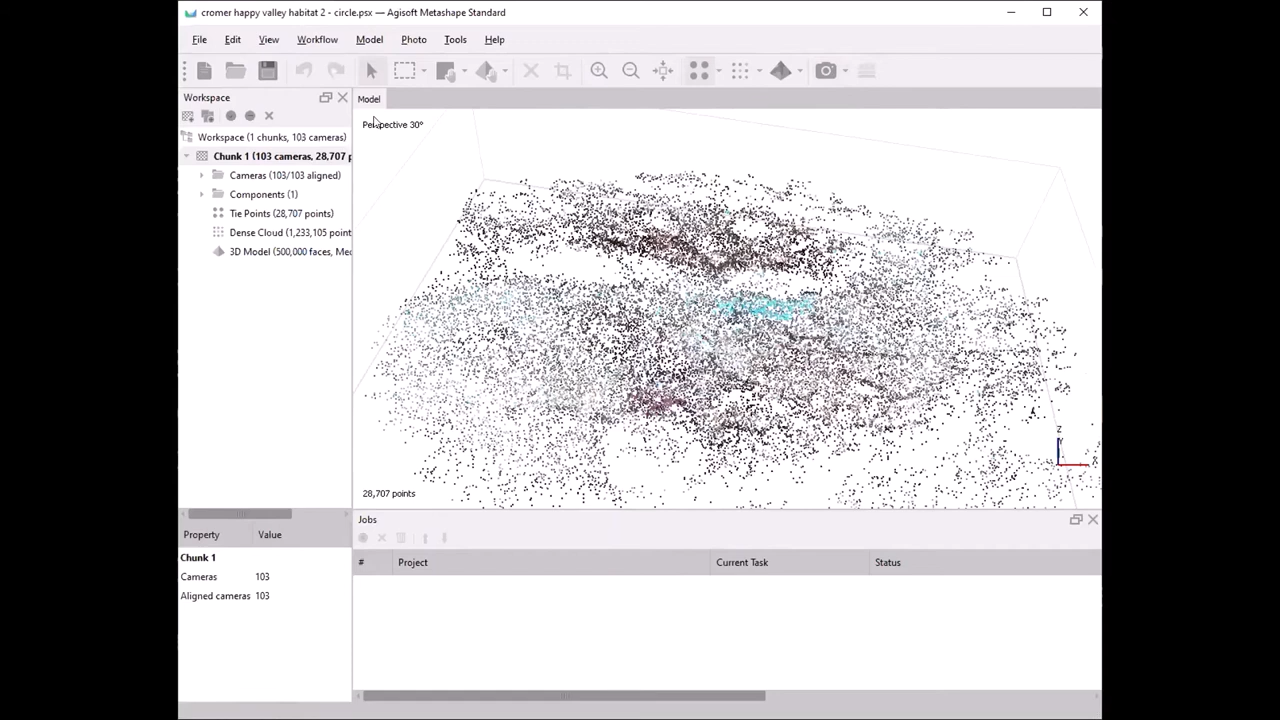 cromer happy valley habitat 2 - circle.psx — Agisoft Metashape Standard
File Edit View Workflow Model Photo Tools Help
Workspace
Model
Workspace (1 chunks, 103 cameras)
Perspective 30°
Chunk 1 (103 cameras, 28,707 p
Cameras (103/103 aligned)
Components (1)
Tie Points (28,707 points)
Dense Cloud (1,233,105 point
3D Model (500,000 faces, Med
Z
Y
X
28,707 points
Jobs
Property Value
# Project Current Task Status
Chunk 1
Cameras 103
Aligned cameras 103